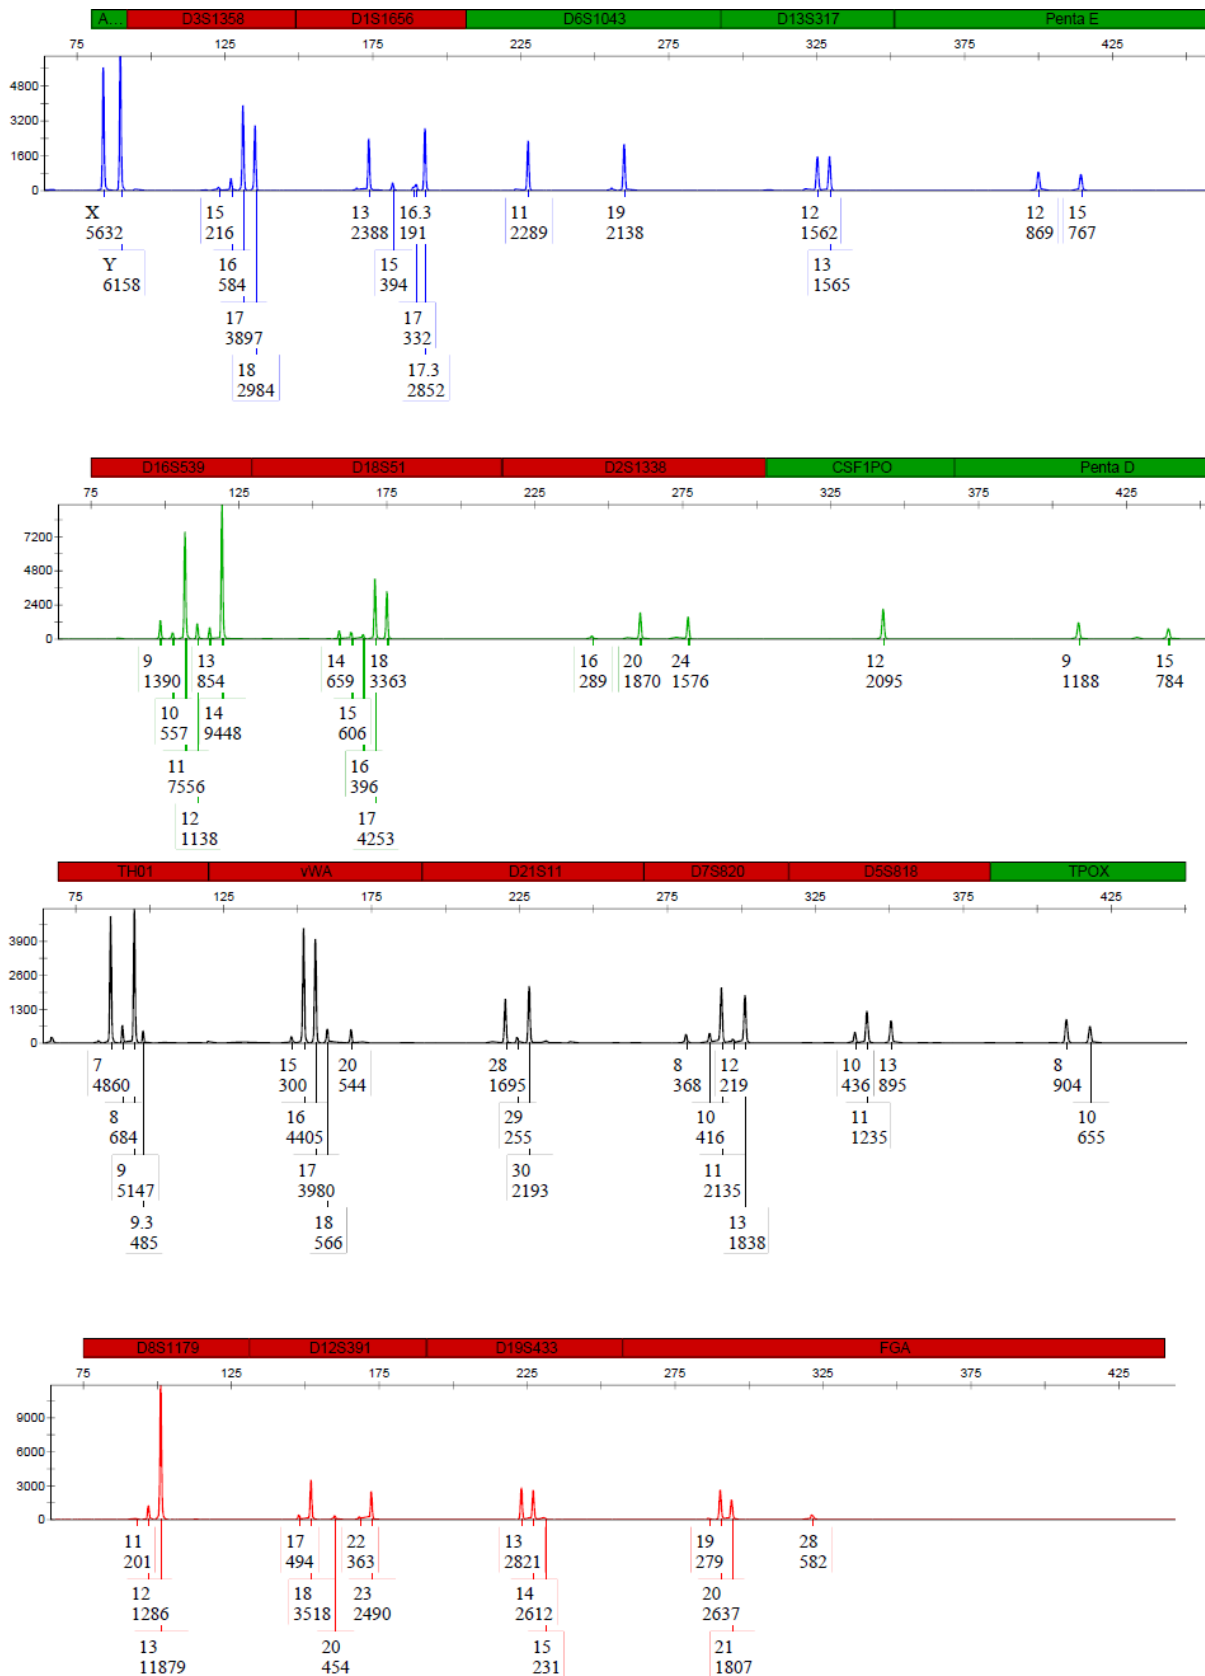 A... D3S1358 D1S1656 D6S1043 D13S317 Penta E
75 125 175 225 275 325 375 425
4800
3200
1600
0
X 15 13 16.3 11 19 12 12 15
5632 216 2388 191 2289 2138 1562 869 767
Y 16 15 17 13
6158 584 394 332 1565
17 17.3
3897 2852
18
2984
D16S539 D18S51 D2S1338 CSF1PO Penta D
75 125 175 225 275 325 375 425
7200
4800
2400
0
9 13 14 18 16 20 24 12 9 15
1390 854 659 3363 289 1870 1576 2095 1188 784
10 14 15
557 9448 606
11 16
7556 396
12 17
1138 4253
TH01 vWA D21S11 D7S820 D5S818 TPOX
75 125 175 225 275 325 375 425
3900
2600
1300
0
7 15 20 28 8 12 10 13 8
4860 300 544 1695 368 219 436 895 904
8 16 29 10 11 10
684 4405 255 416 1235 655
9 17 30 11
5147 3980 2193 2135
9.3 18 13
485 566 1838
D8S1179 D12S391 D19S433 FGA
75 125 175 225 275 325 375 425
9000
6000
3000
0
11 17 22 13 19 28
201 494 363 2821 279 582
12 18 23 14 20
1286 3518 2490 2612 2637
13 20 15 21
11879 454 231 1807